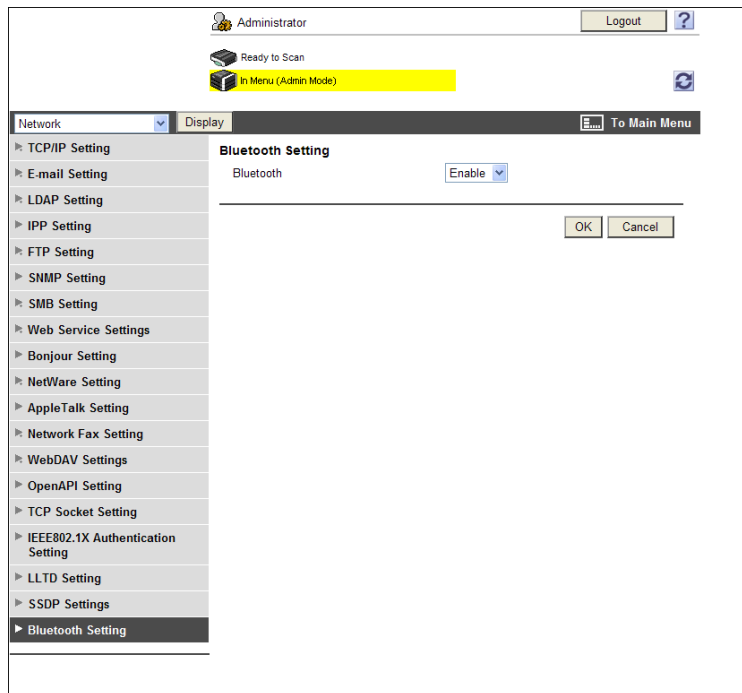 Administrator
Logout
?
Ready to Scan
In Menu (Admin Mode)
Network
Display
To Main Menu
TCP/IP Setting
E-mail Setting
LDAP Setting
IPP Setting
FTP Setting
SNMP Setting
SMB Setting
Web Service Settings
Bonjour Setting
NetWare Setting
AppleTalk Setting
Network Fax Setting
WebDAV Settings
OpenAPI Setting
TCP Socket Setting
IEEE802.1X Authentication
Setting
LLTD Setting
SSDP Settings
Bluetooth Setting
Bluetooth Setting
Bluetooth
Enable
OK
Cancel